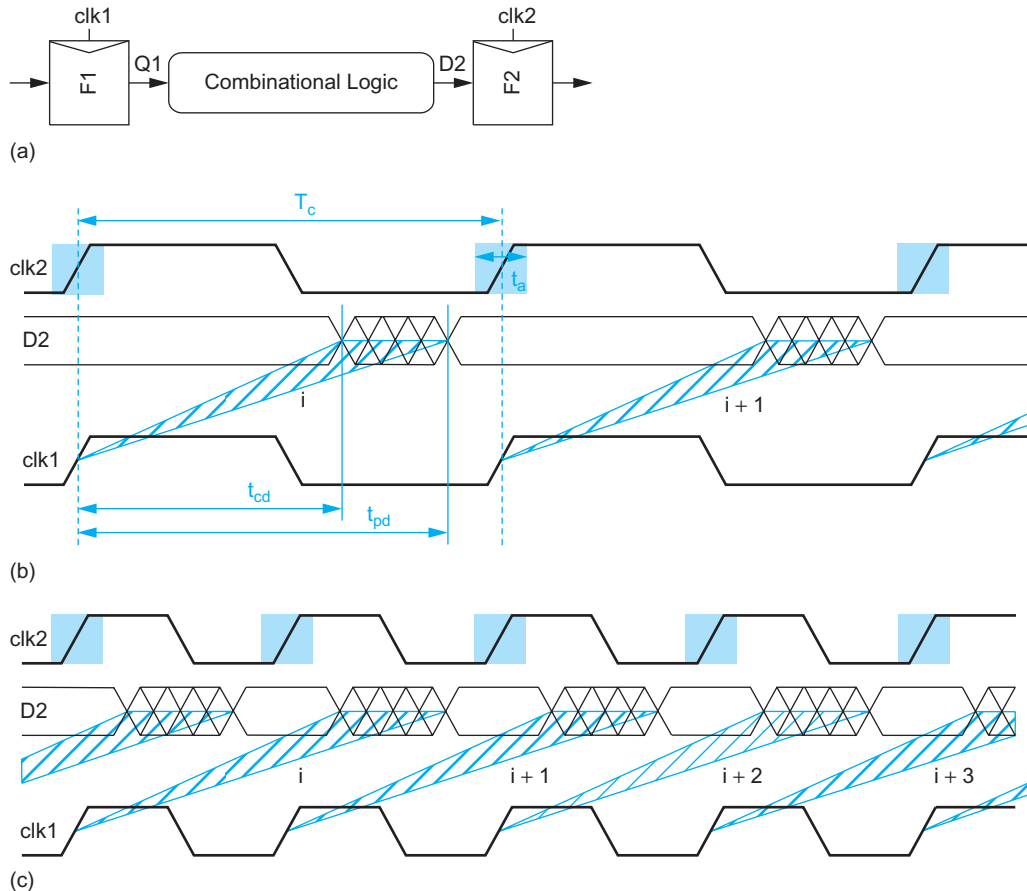 clk1
clk2
F1
Q1
Combinational Logic
D2
F2
(a)
T_c
clk2
t_a
D2
i
i + 1
clk1
t_cd
t_pd
(b)
clk2
D2
i
i + 1
i + 2
i + 3
clk1
(c)